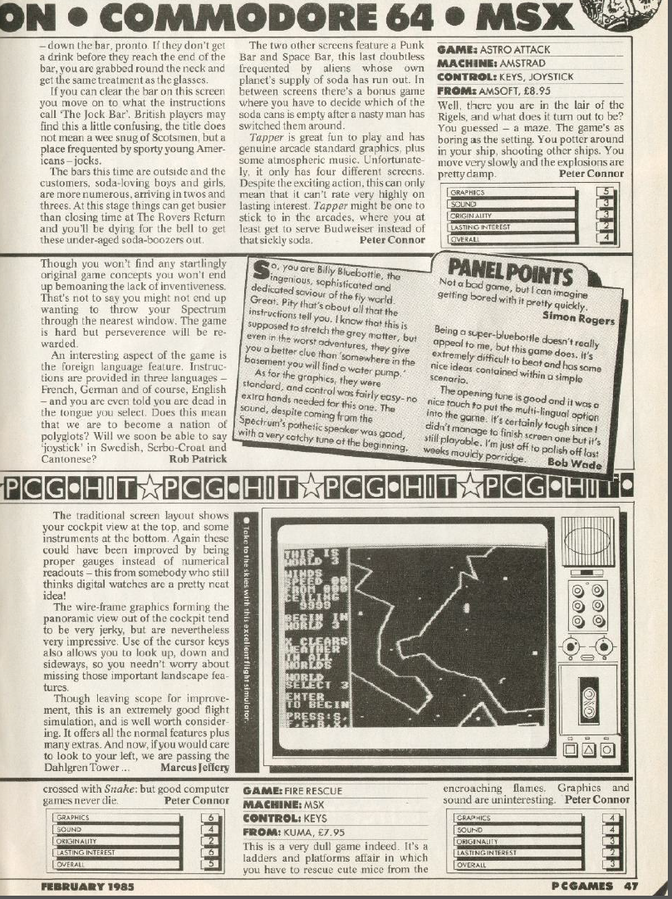 ON • COMMODORE 64 • MSX
– down the bar, pronto. If they don't get
a drink before they reach the end of the
bar, you are grabbed round the neck and
get the same treatment as the glasses.
If you can clear the bar on this screen
you move on to what the instructions
call 'The Jock Bar'. British players may
find this a little confusing, the title does
not mean a wee snug of Scotsmen, but a
place frequented by sporty young Amer-
icans – jocks.
The bars this time are outside and the
customers, soda-loving boys and girls,
are more numerous, arriving in twos and
threes. At this stage things can get busier
than closing time at The Rovers Return
and you'll be dying for the bell to get
these under-aged soda-boozers out.
The two other screens feature a Punk
Bar and Space Bar, this last doubtless
frequented by aliens whose own
planet's supply of soda has run out. In
between screens there's a bonus game
where you have to decide which of the
soda cans is empty after a nasty man has
switched them around.
Tapper is great fun to play and has
genuine arcade standard graphics, plus
some atmospheric music. Unfortunate-
ly, it only has four different screens.
Despite the exciting action, this can only
mean that it can't rate very highly on
lasting interest. Tapper might be one to
stick to in the arcades, where you at
least get to serve Budweiser instead of
that sickly soda. Peter Connor
GAME: ASTRO ATTACK
MACHINE: AMSTRAD
CONTROL: KEYS, JOYSTICK
FROM: AMSOFT, £8.95
Well, there you are in the lair of the
Rigels, and what does it turn out to be?
You guessed – a maze. The game's as
boring as the setting. You potter around
in your ship, shooting other ships. You
move very slowly and the explosions are
pretty damp. Peter Connor
GRAPHICS 5
SOUND 3
ORIGINALITY 3
LASTING INTEREST 2
OVERALL 4
Though you won't find any startlingly
original game concepts you won't end
up bemoaning the lack of inventiveness.
That's not to say you might not end up
wanting to throw your Spectrum
through the nearest window. The game
is hard but perseverence will be re-
warded.
An interesting aspect of the game is
the foreign language feature. Instruc-
tions are provided in three languages –
French, German and of course, English
– and you are even told you are dead in
the tongue you select. Does this mean
that we are to become a nation of
polyglots? Will we soon be able to say
'joystick' in Swedish, Serbo-Croat and
Cantonese? Rob Patrick
So, you are Billy Bluebottle, the
ingenious, sophisticated and
dedicated saviour of the fly world.
Great. Pity that's about all that the
instructions tell you. I know that this is
supposed to stretch the grey matter, but
even in the worst adventures, they give
you a better clue than 'somewhere in the
basement you will find a water pump.'
As for the graphics, they were
standard, and control was fairly easy- no
extra hands needed for this one. The
sound, despite coming from the
Spectrum's pathetic speaker was good,
with a very catchy tune at the beginning.
PANEL POINTS
Not a bad game, but I can imagine
getting bored with it pretty quickly.
Simon Rogers
Being a super-bluebottle doesn't really
appeal to me, but this game does. It's
extremely difficult to beat and has some
nice ideas contained within a simple
scenario.
The opening tune is good and it was a
nice touch to put the multi-lingual option
into the game. It's certainly tough since I
didn't manage to finish screen one but it's
still playable. I'm just off to polish off last
weeks mouldy porridge. Bob Wade
PCG•HIT☆PCG•HIT☆PCG•HIT☆PCG•HIT•
The traditional screen layout shows
your cockpit view at the top, and some
instruments at the bottom. Again these
could have been improved by being
proper gauges instead of numerical
readouts – this from somebody who still
thinks digital watches are a pretty neat
idea!
The wire-frame graphics forming the
panoramic view out of the cockpit tend
to be very jerky, but are nevertheless
very impressive. Use of the cursor keys
also allows you to look up, down and
sideways, so you needn't worry about
missing those important landscape fea-
tures.
Though leaving scope for improve-
ment, this is an extremely good flight
simulation, and is well worth consider-
ing. It offers all the normal features plus
many extras. And now, if you would care
to look to your left, we are passing the
Dahlgren Tower ... Marcus Jeffery
• Take to the skies with this excellent flight simulator.
THIS IS
WORLD 3
WINDS
SPEED 00
FROM 000
CEILING
9999
BEGIN IN
WORLD 3
X CLEARS
WEATHER
IN ALL
WORLDS
WORLD
SELECT 3
ENTER
TO BEGIN
PRESS:S,
crossed with Snake: but good computer
games never die. Peter Connor
GRAPHICS 6
SOUND 4
ORIGINALITY 2
LASTING INTEREST 6
OVERALL 5
GAME: FIRE RESCUE
MACHINE: MSX
CONTROL: KEYS
FROM: KUMA, £7.95
This is a very dull game indeed. It's a
ladders and platforms affair in which
you have to rescue cute mice from the
encroaching flames. Graphics and
sound are uninteresting. Peter Connor
GRAPHICS 4
SOUND 4
ORIGINALITY 3
LASTING INTEREST 2
OVERALL 3
FEBRUARY 1985
PCGAMES 47